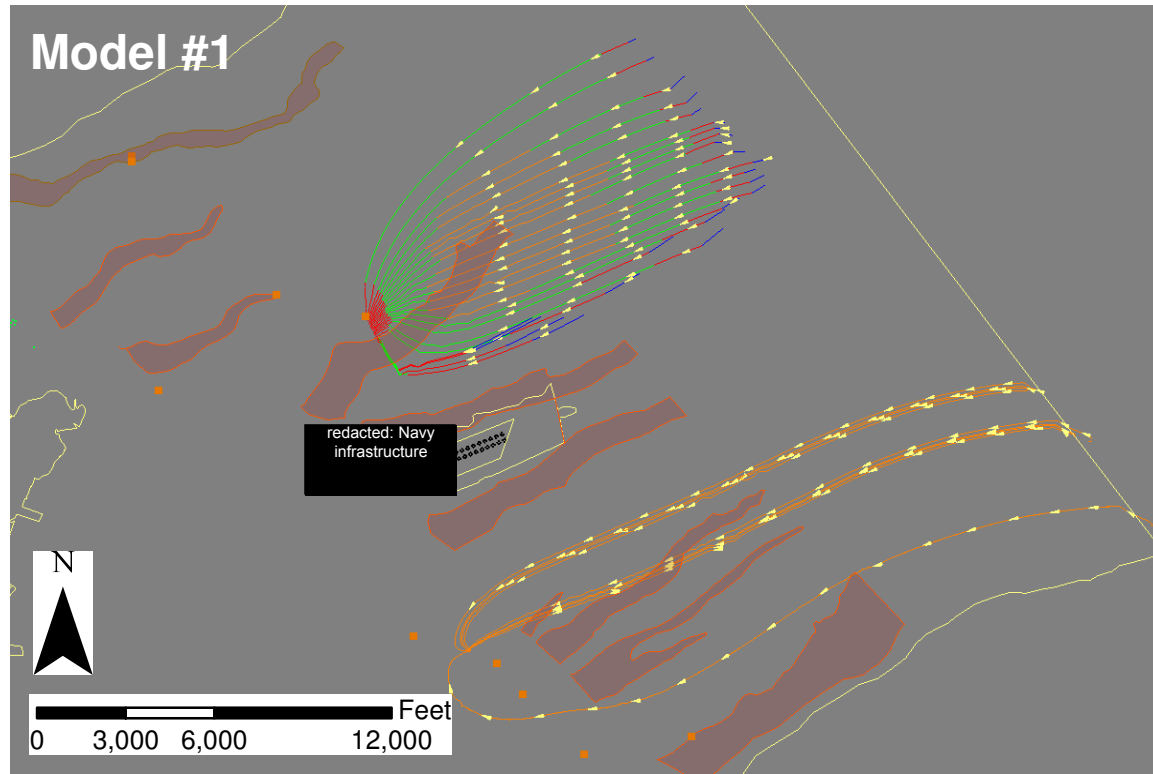 Model #1
redacted: Navy
infrastructure
N
Feet
0 3,000 6,000 12,000